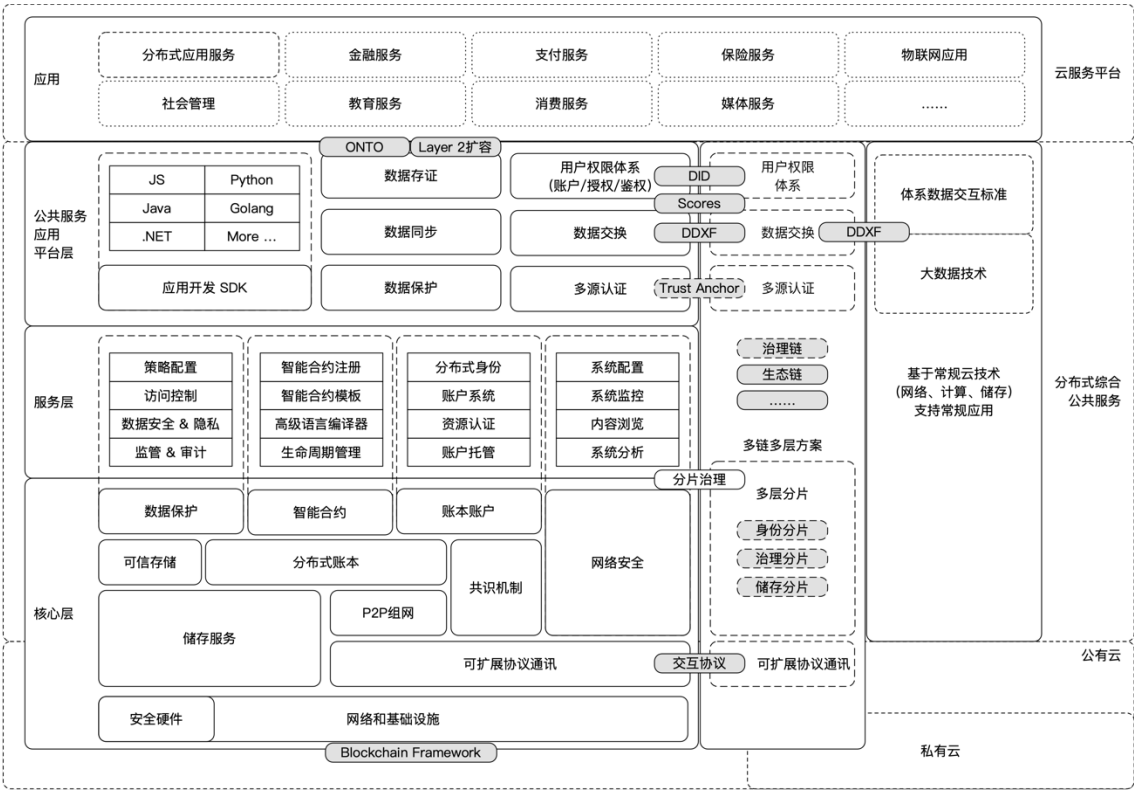 应用
分布式应用服务
金融服务
支付服务
保险服务
物联网应用
社会管理
教育服务
消费服务
媒体服务
......
云服务平台
ONTO
Layer 2扩容
公共服务
应用
平台层
JS
Python
Java
Golang
.NET
More ...
应用开发 SDK
数据存证
数据同步
数据保护
用户权限体系
(账户/授权/鉴权)
数据交换
多源认证
DID
Scores
DDXF
Trust Anchor
用户权限
体系
数据交换
DDXF
多源认证
体系数据交互标准
大数据技术
服务层
策略配置
访问控制
数据安全 & 隐私
监管 & 审计
智能合约注册
智能合约模板
高级语言编译器
生命周期管理
分布式身份
账户系统
资源认证
账户托管
系统配置
系统监控
内容浏览
系统分析
治理链
生态链
......
多链多层方案
基于常规云技术
(网络、计算、储存)
支持常规应用
分布式综合
公共服务
分片治理
核心层
数据保护
智能合约
账本账户
网络安全
可信存储
分布式账本
共识机制
储存服务
P2P组网
可扩展协议通讯
交互协议
多层分片
身份分片
治理分片
储存分片
可扩展协议通讯
公有云
安全硬件
网络和基础设施
Blockchain Framework
私有云